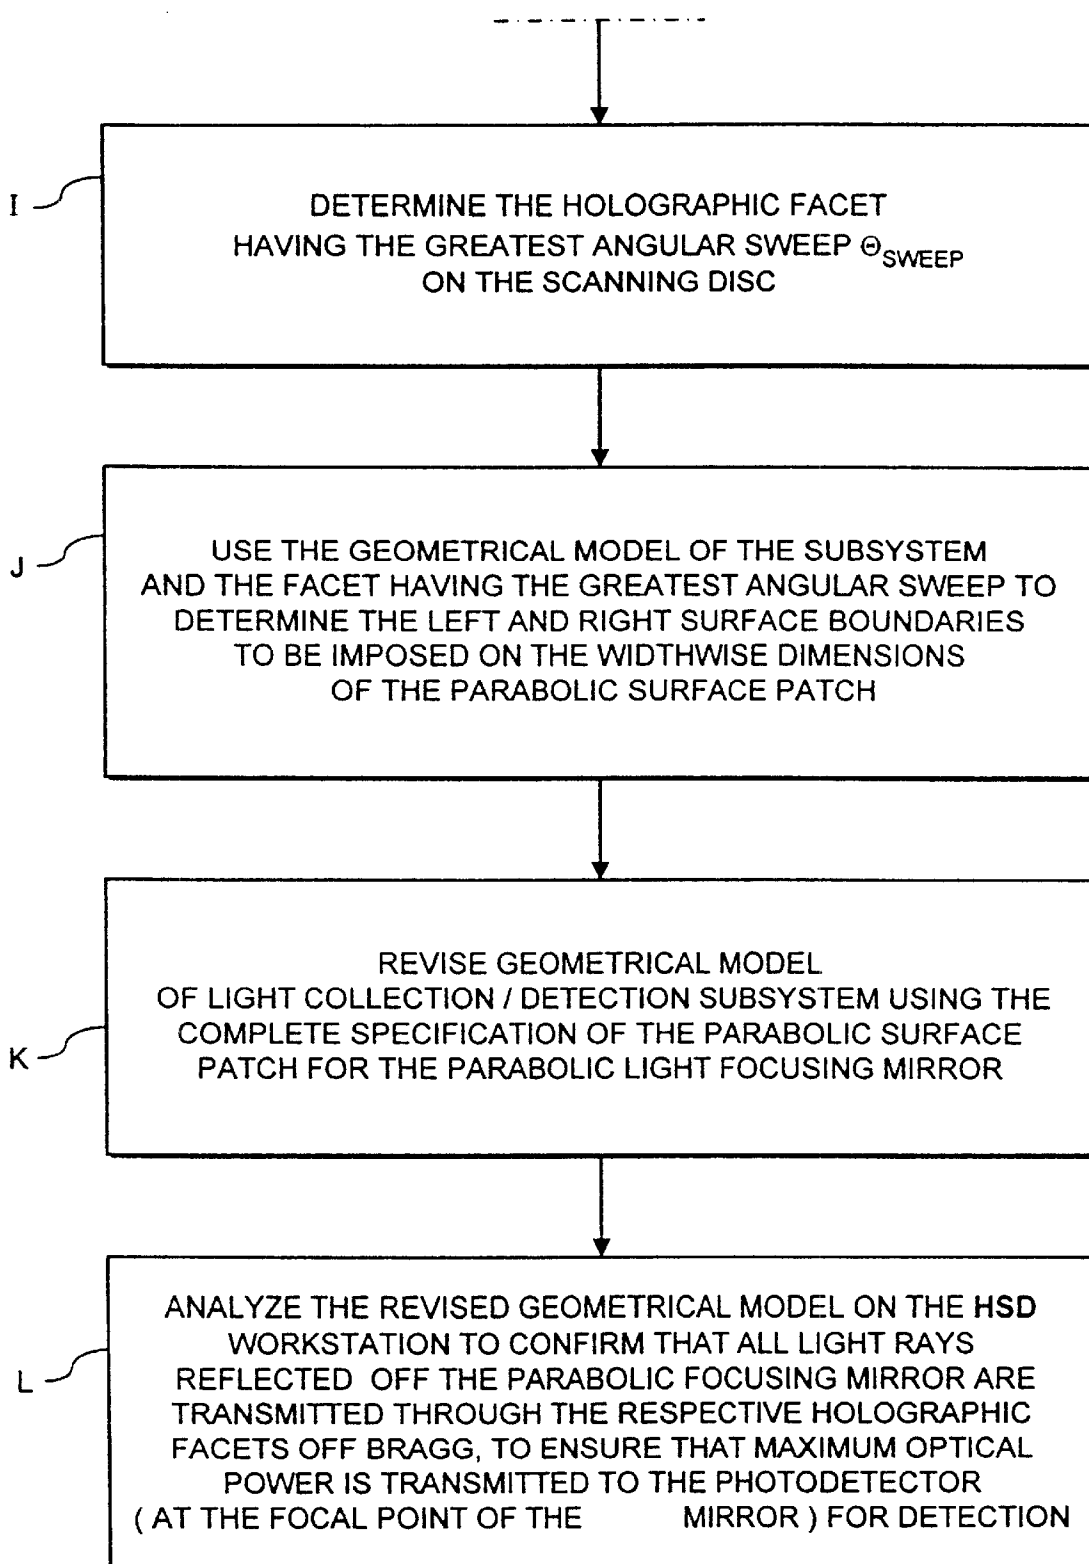 I
DETERMINE THE HOLOGRAPHIC FACET
HAVING THE GREATEST ANGULAR SWEEP Θ_SWEEP
ON THE SCANNING DISC
J
USE THE GEOMETRICAL MODEL OF THE SUBSYSTEM
AND THE FACET HAVING THE GREATEST ANGULAR SWEEP TO
DETERMINE THE LEFT AND RIGHT SURFACE BOUNDARIES
TO BE IMPOSED ON THE WIDTHWISE DIMENSIONS
OF THE PARABOLIC SURFACE PATCH
K
REVISE GEOMETRICAL MODEL
OF LIGHT COLLECTION / DETECTION SUBSYSTEM USING THE
COMPLETE SPECIFICATION OF THE PARABOLIC SURFACE
PATCH FOR THE PARABOLIC LIGHT FOCUSING MIRROR
L
ANALYZE THE REVISED GEOMETRICAL MODEL ON THE HSD
WORKSTATION TO CONFIRM THAT ALL LIGHT RAYS
REFLECTED OFF THE PARABOLIC FOCUSING MIRROR ARE
TRANSMITTED THROUGH THE RESPECTIVE HOLOGRAPHIC
FACETS OFF BRAGG, TO ENSURE THAT MAXIMUM OPTICAL
POWER IS TRANSMITTED TO THE PHOTODETECTOR
( AT THE FOCAL POINT OF THE MIRROR ) FOR DETECTION